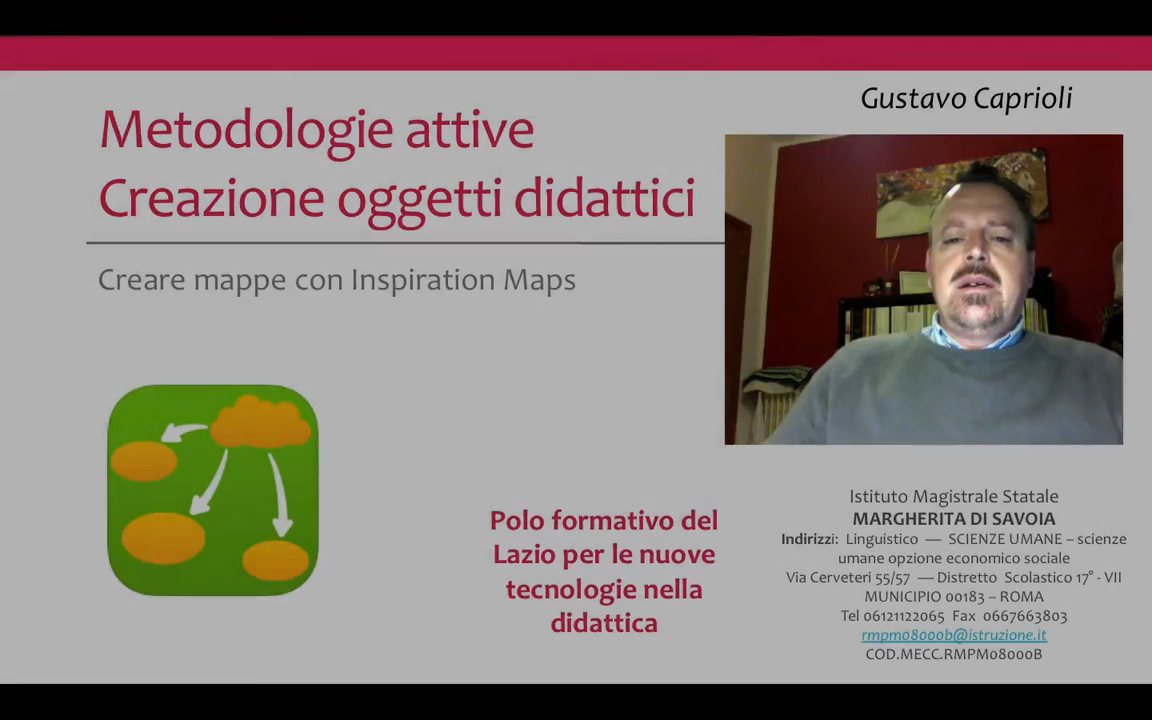 Metodologie attive
Creazione oggetti didattici
Creare mappe con Inspiration Maps
Gustavo Caprioli
Polo formativo del
Lazio per le nuove
tecnologie nella
didattica
Istituto Magistrale Statale
MARGHERITA DI SAVOIA
Indirizzi: Linguistico — SCIENZE UMANE – scienze
umane opzione economico sociale
Via Cerveteri 55/57 — Distretto Scolastico 17° - VII
MUNICIPIO 00183 – ROMA
Tel 06121122065 Fax 0667663803
rmpm08000b@istruzione.it
COD.MECC.RMPM08000B